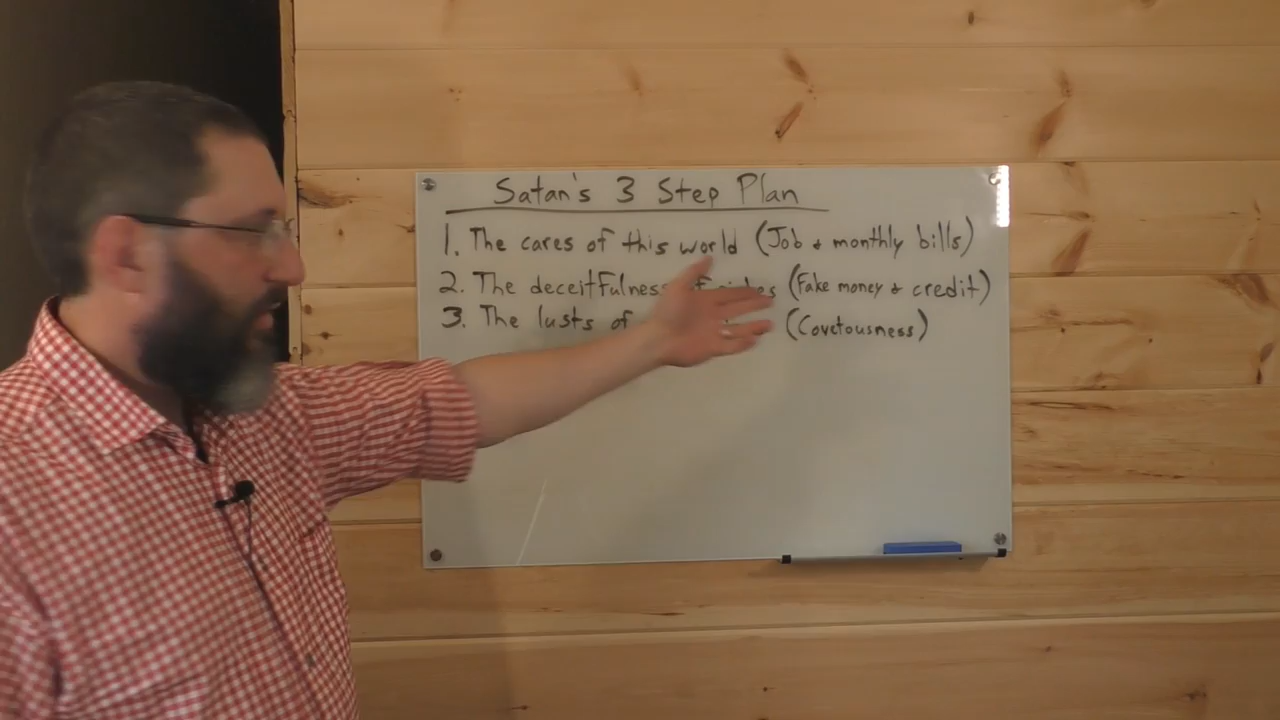 Satan's 3 Step Plan
1. The cares of this world (Job & monthly bills)
2. The deceitfulness (Fake money & credit)
3. The lusts of (Covetousness)